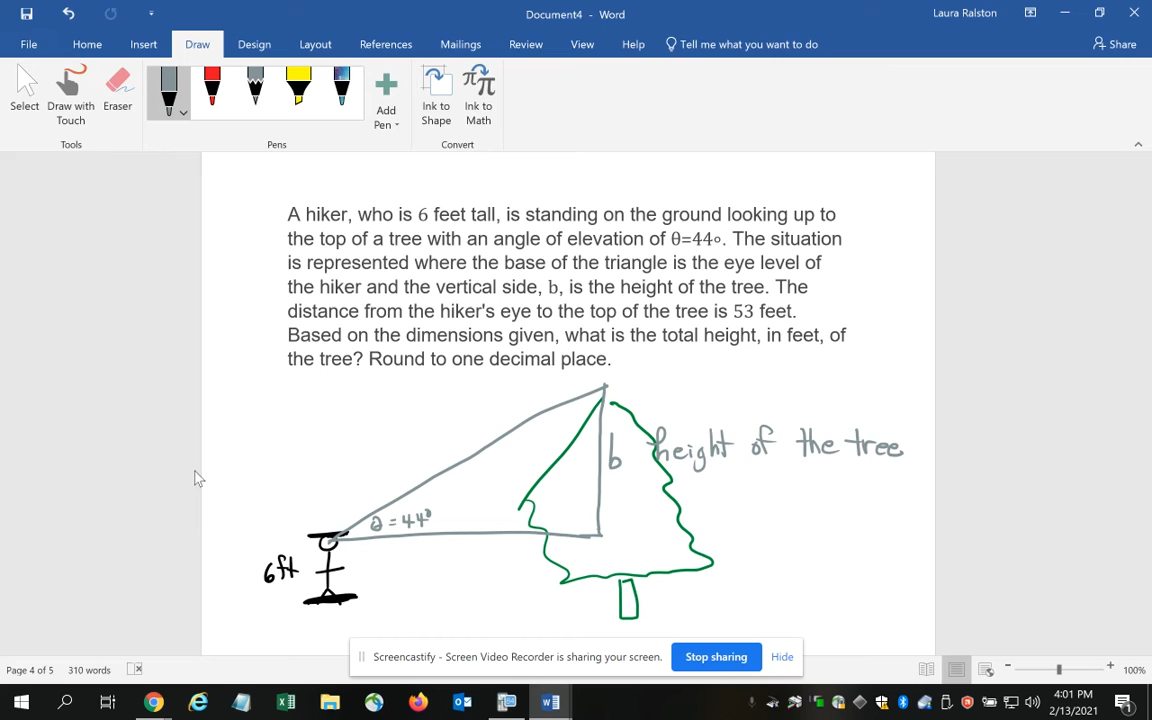 Document4 - Word
Laura Ralston
File Home Insert Draw Design Layout References Mailings Review View Help Tell me what you want to do Share
Select Draw with Touch Eraser Add Pen Ink to Shape Ink to Math
Tools Pens Convert
A hiker, who is 6 feet tall, is standing on the ground looking up to
the top of a tree with an angle of elevation of θ=44∘. The situation
is represented where the base of the triangle is the eye level of
the hiker and the vertical side, b, is the height of the tree. The
distance from the hiker's eye to the top of the tree is 53 feet.
Based on the dimensions given, what is the total height, in feet, of
the tree? Round to one decimal place.
b height of the tree
θ = 44°
6ft
Screencastify - Screen Video Recorder is sharing your screen. Stop sharing Hide
Page 4 of 5 310 words 100%
4:01 PM
2/13/2021